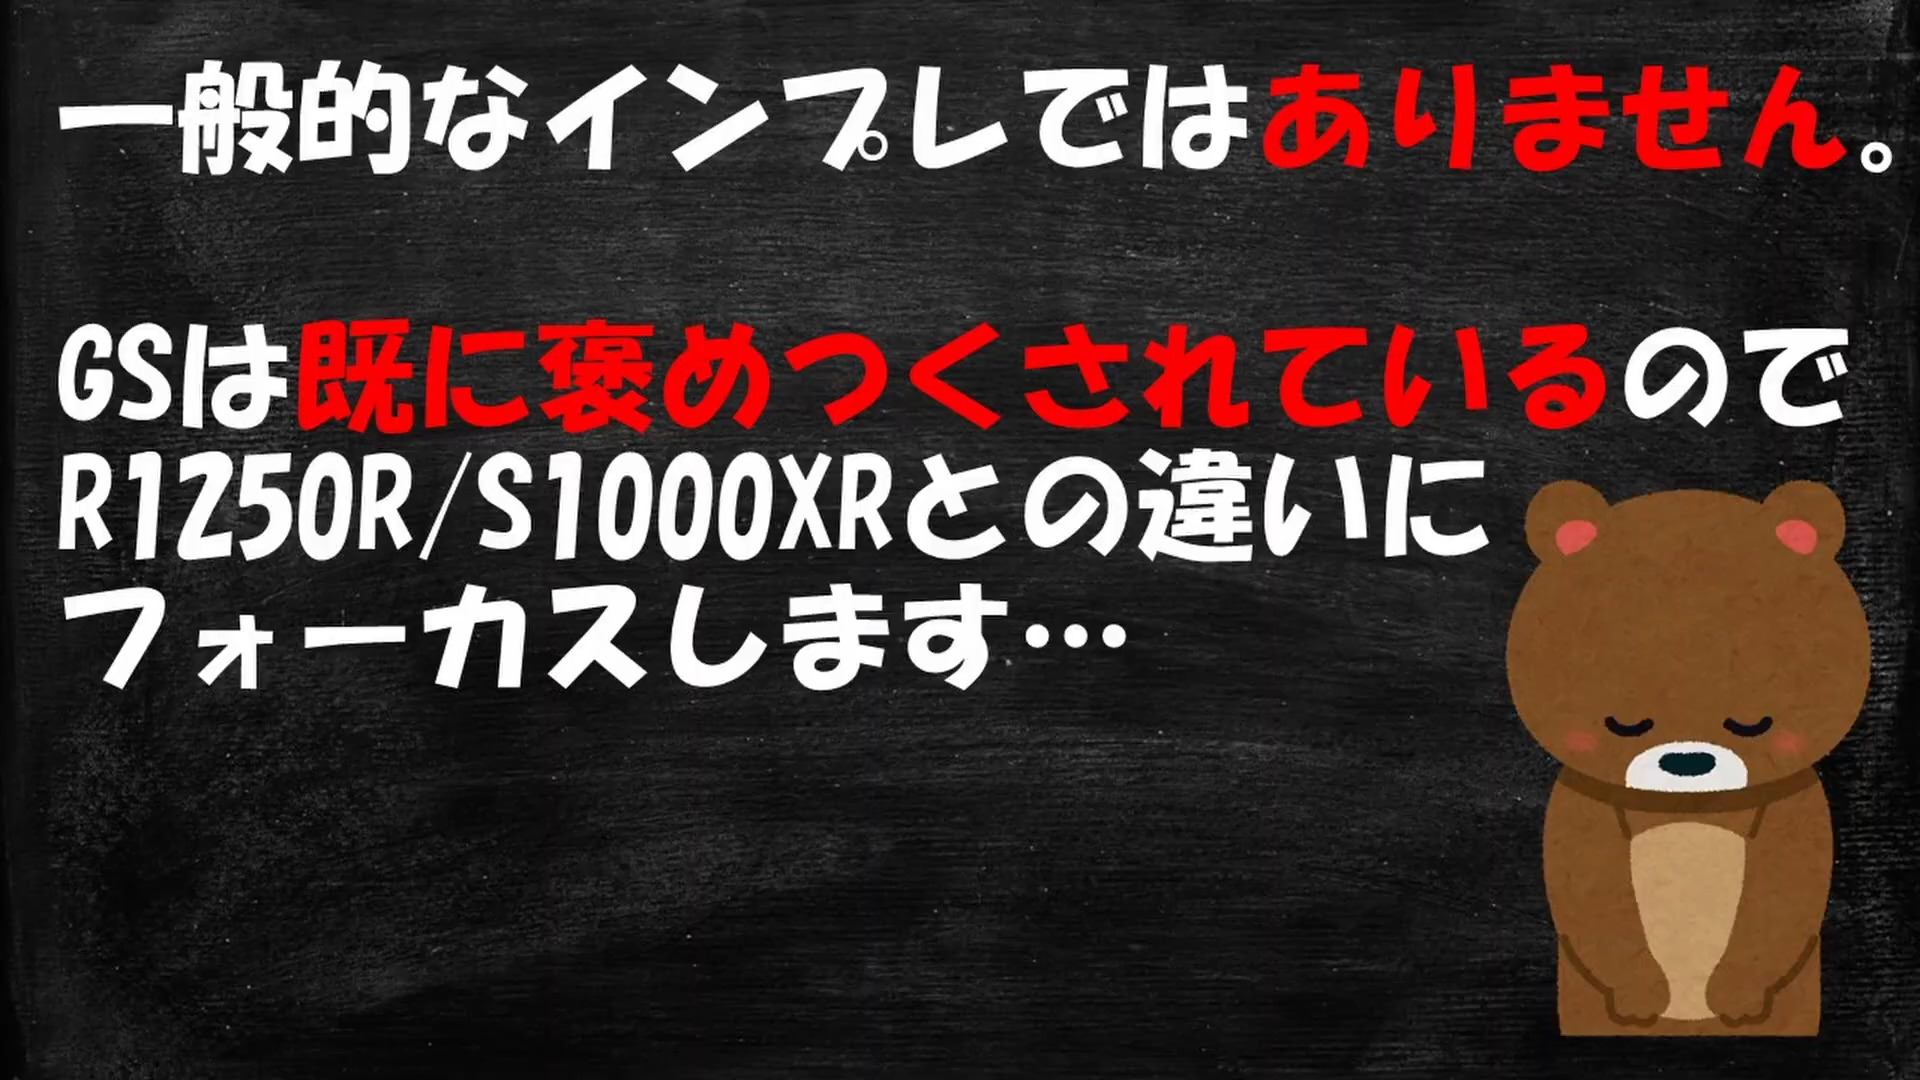 一般的なインプレではありません。
GSは既に褒めつくされているので
R1250R/S1000XRとの違いに
フォーカスします…